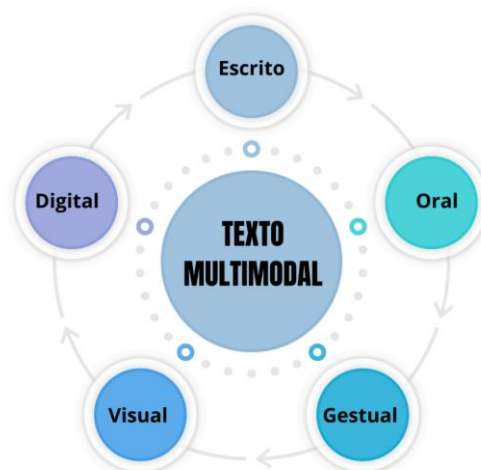 Escrito
Digital
Oral
TEXTO
MULTIMODAL
Visual
Gestual